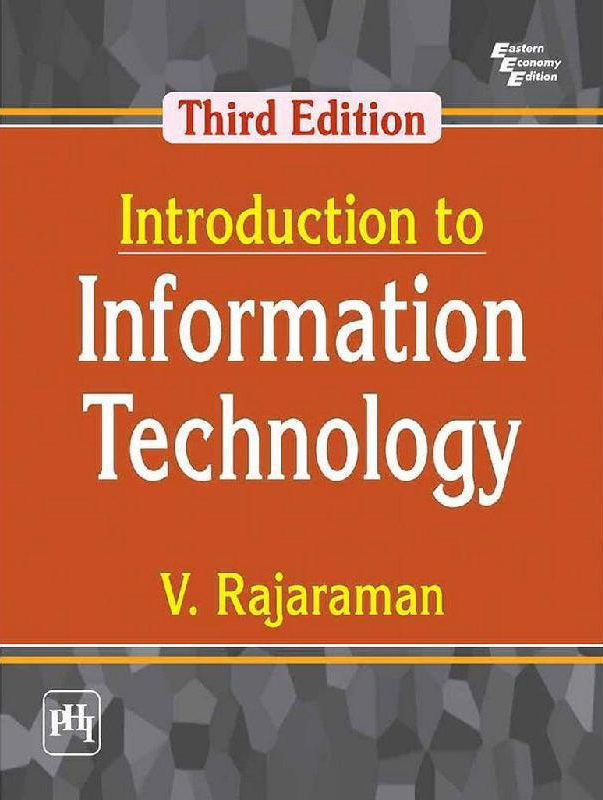 Eastern
Economy
Edition
Third Edition
Introduction to
Information
Technology
V. Rajaraman
PHI